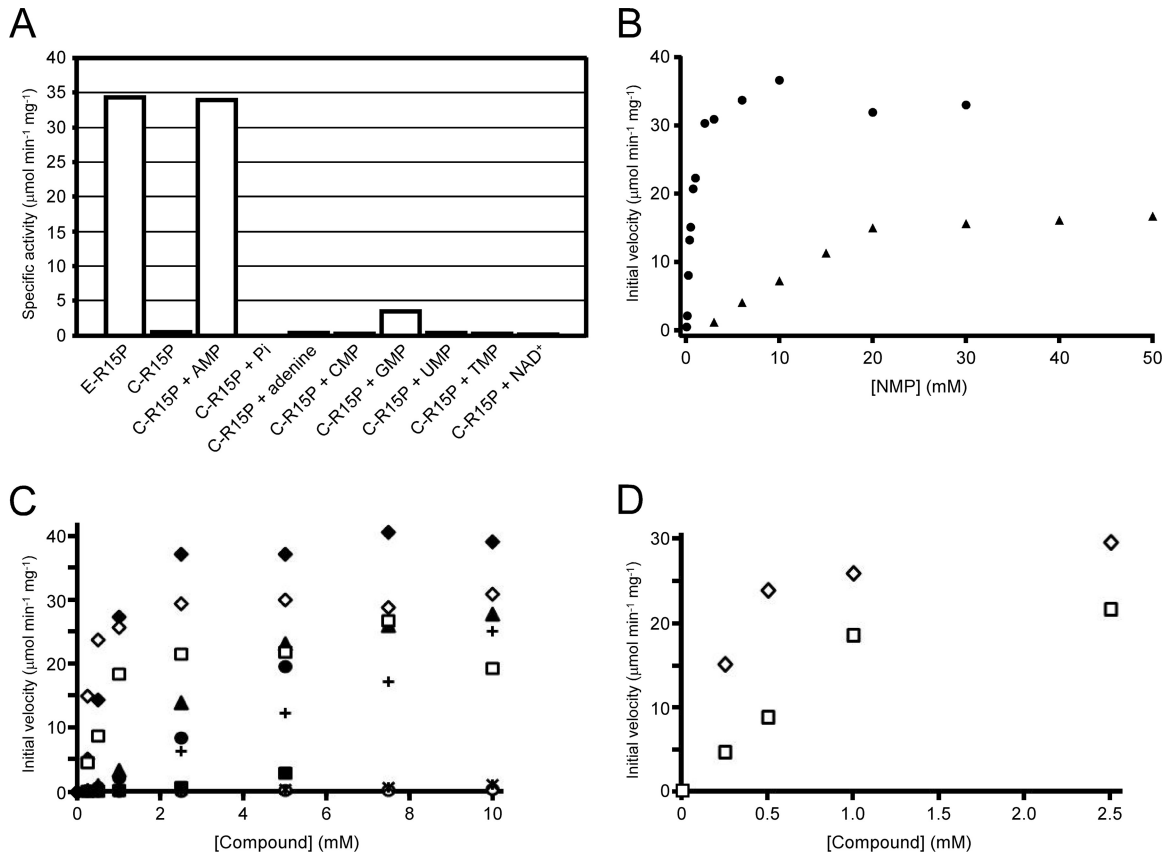 A
Specific activity (µmol min⁻¹ mg⁻¹)
40
35
30
25
20
15
10
5
0
E-R15P
C-R15P
C-R15P + AMP
C-R15P + Pi
C-R15P + adenine
C-R15P + CMP
C-R15P + GMP
C-R15P + UMP
C-R15P + TMP
C-R15P + NAD⁺
B
Initial velocity (µmol min⁻¹ mg⁻¹)
40
30
20
10
0
0 10 20 30 40 50
[NMP] (mM)
C
Initial velocity (µmol min⁻¹ mg⁻¹)
40
30
20
10
0
0 2 4 6 8 10
[Compound] (mM)
D
Initial velocity (µmol min⁻¹ mg⁻¹)
30
20
10
0
0 0.5 1.0 1.5 2.0 2.5
[Compound] (mM)